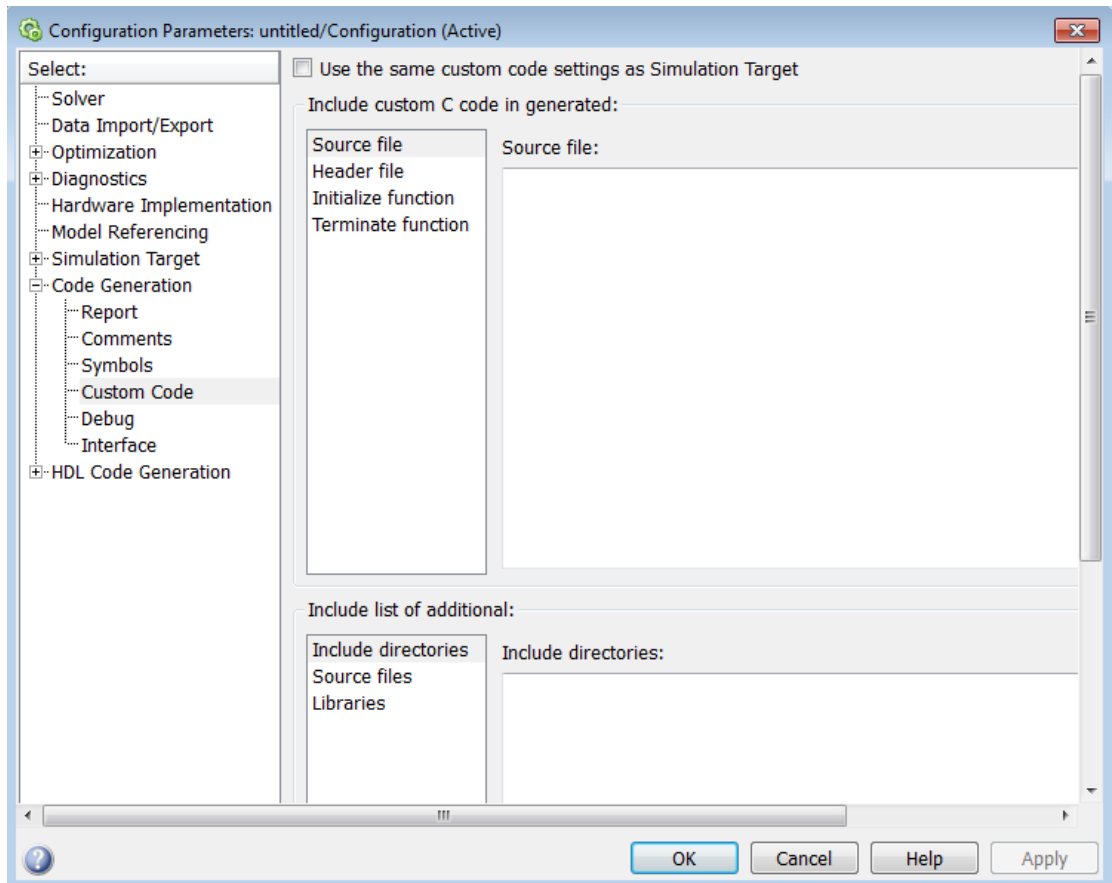 Configuration Parameters: untitled/Configuration (Active)
Select:
Solver
Data Import/Export
Optimization
Diagnostics
Hardware Implementation
Model Referencing
Simulation Target
Code Generation
Report
Comments
Symbols
Custom Code
Debug
Interface
HDL Code Generation
Use the same custom code settings as Simulation Target
Include custom C code in generated:
Source file
Header file
Initialize function
Terminate function
Source file:
Include list of additional:
Include directories
Source files
Libraries
Include directories:
OK
Cancel
Help
Apply